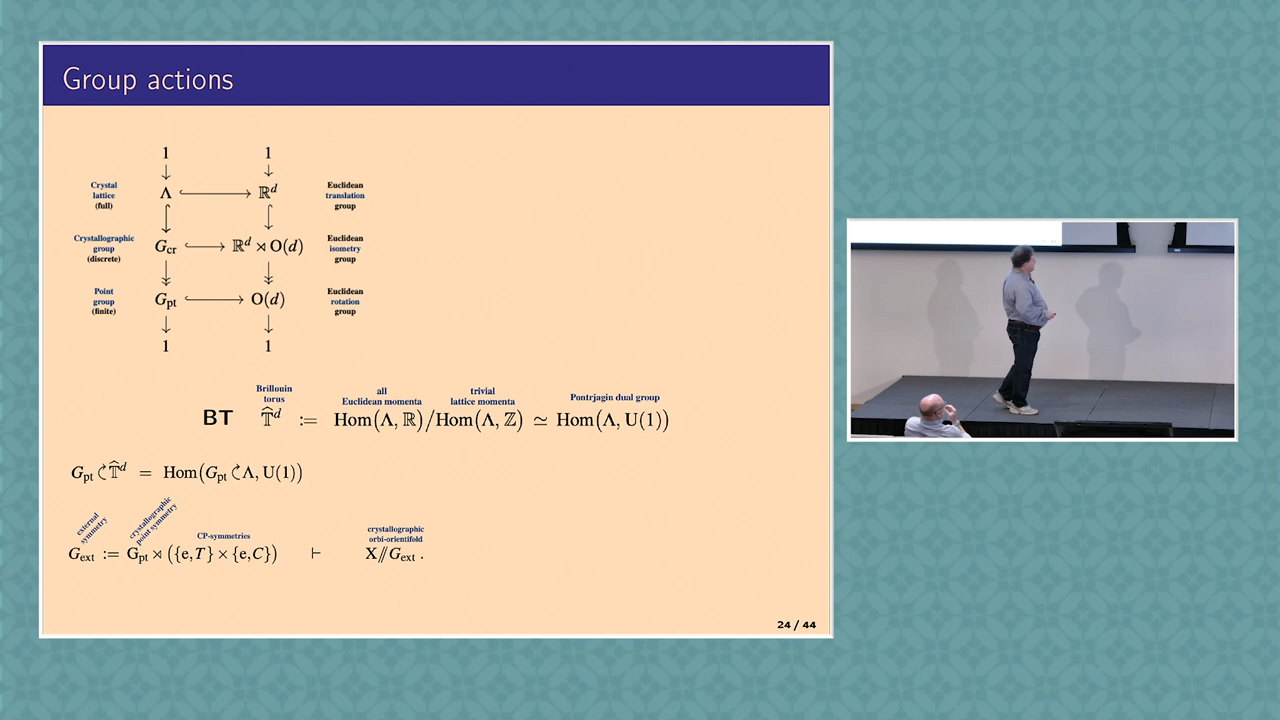 Group actions
1 1
↓ ↓
Crystal lattice (full) Λ ↪ ℝᵈ Euclidean translation group
Crystallographic group (discrete) G_cr ↪ ℝᵈ ⋊ O(d) Euclidean isometry group
Point group (finite) G_pt ↪ O(d) Euclidean rotation group
↓ ↓
1 1
Brillouin torus
all Euclidean momenta
trivial lattice momenta
Pontrjagin dual group
BT 𝕋̂ᵈ := Hom(Λ, ℝ)/Hom(Λ, ℤ) ≃ Hom(Λ, U(1))
G_pt ⤿ 𝕋̂ᵈ = Hom(G_pt ⤿ Λ, U(1))
external symmetry
crystallographic point symmetry
CP-symmetries
crystallographic orbi-orientifold
G_ext := G_pt ⋊ ({e, T} × {e, C}) ⊢ X⫽G_ext .
24 / 44